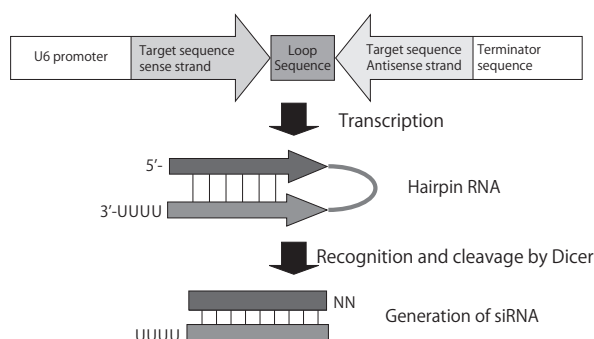 U6 promoter
Target sequence
sense strand
Loop
Sequence
Target sequence
Antisense strand
Terminator
sequence
Transcription
5’-
Hairpin RNA
3’-UUUU
Recognition and cleavage by Dicer
NN
Generation of siRNA
UUUU